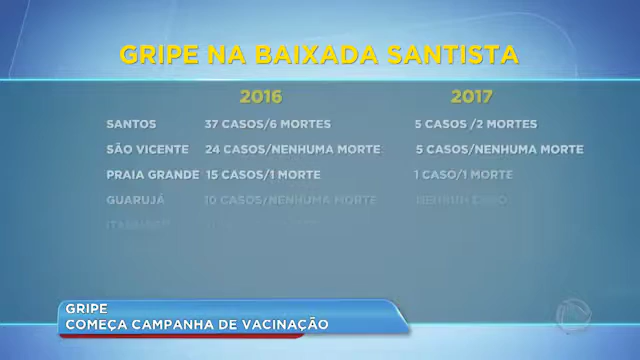 GRIPE NA BAIXADA SANTISTA
2016 2017
SANTOS 37 CASOS/6 MORTES 5 CASOS /2 MORTES
SÃO VICENTE 24 CASOS/NENHUMA MORTE 5 CASOS/NENHUMA MORTE
PRAIA GRANDE 15 CASOS/1 MORTE 1 CASO/1 MORTE
GUARUJÁ 10 CASOS/NENHUMA MORTE NENHUM CASO
GRIPE
COMEÇA CAMPANHA DE VACINAÇÃO